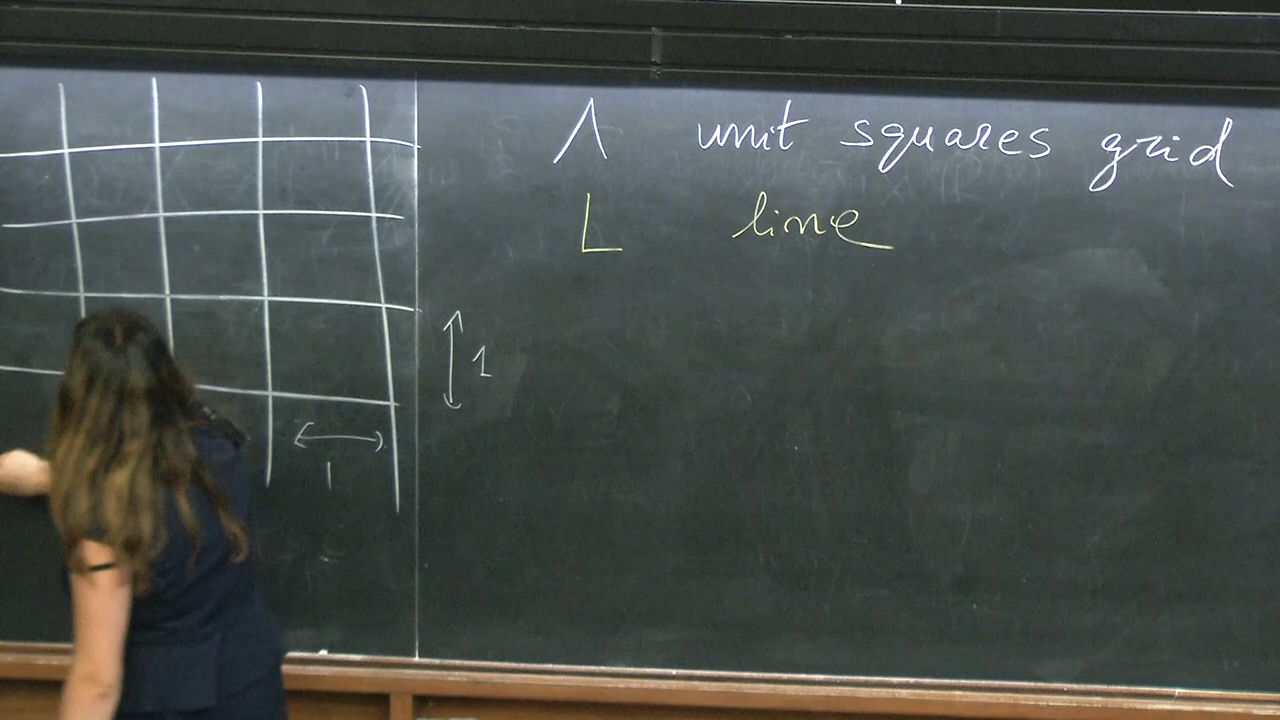 Λ unit squares grid
L line
1
1